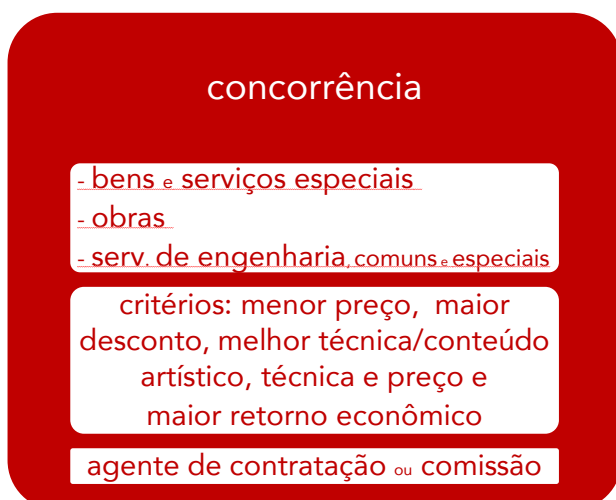 concorrência
- bens e serviços especiais
- obras
- serv. de engenharia, comuns e especiais
critérios: menor preço, maior
desconto, melhor técnica/conteúdo
artístico, técnica e preço e
maior retorno econômico
agente de contratação ou comissão